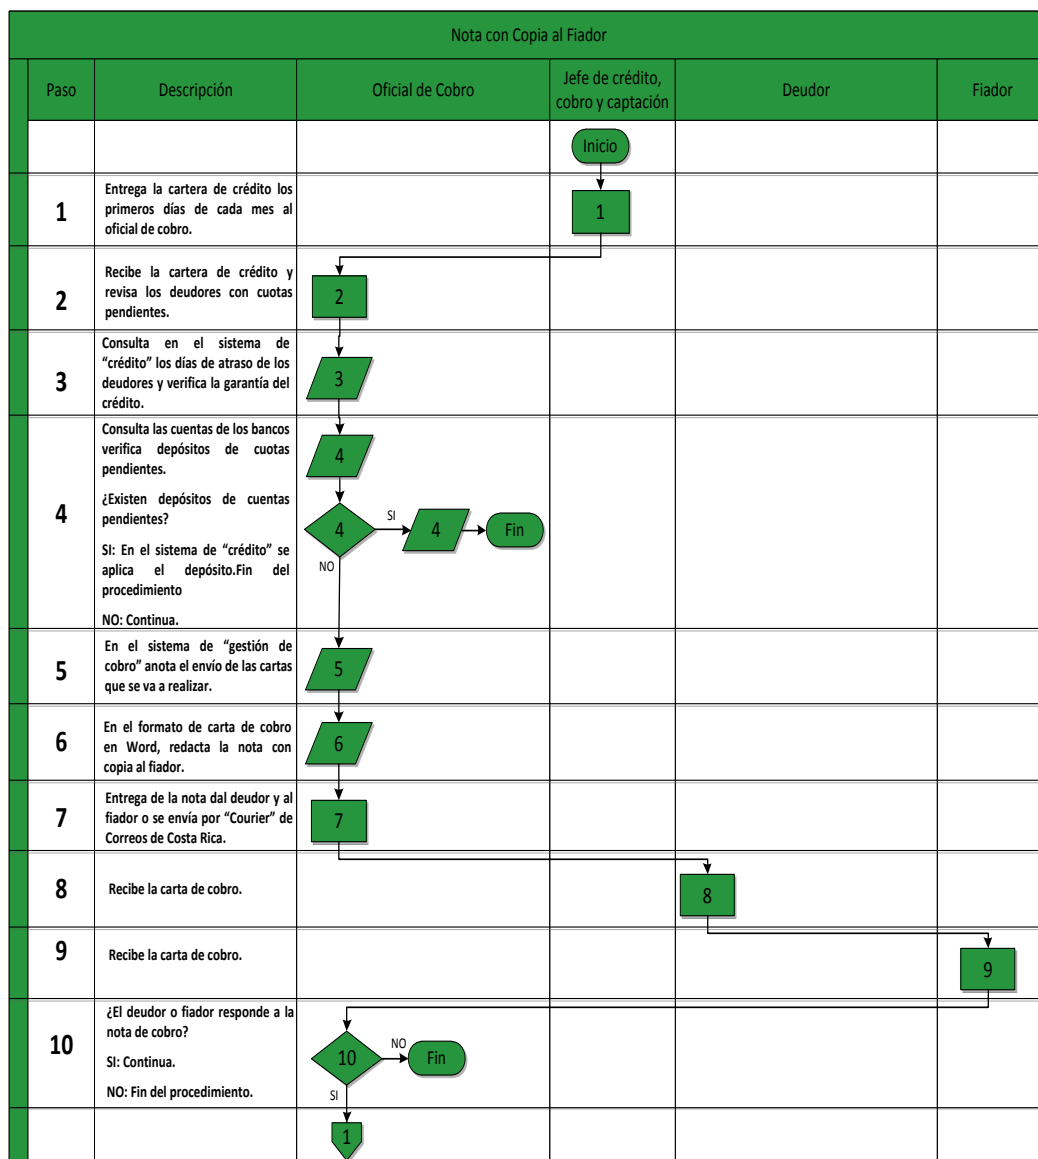 Nota con Copia al Fiador
Paso
Descripción
Oficial de Cobro
Jefe de crédito,
cobro y captación
Deudor
Fiador
Inicio
1
Entrega la cartera de crédito los
primeros días de cada mes al
oficial de cobro.
1
2
Recibe la cartera de crédito y
revisa los deudores con cuotas
pendientes.
2
3
Consulta en el sistema de
“crédito” los días de atraso de los
deudores y verifica la garantía del
crédito.
3
4
Consulta las cuentas de los bancos
verifica depósitos de cuotas
pendientes.
¿Existen depósitos de cuentas
pendientes?
SI: En el sistema de “crédito” se
aplica el depósito.Fin del
procedimiento
NO: Continua.
4
4
SI
4
Fin
NO
5
En el sistema de “gestión de
cobro” anota el envío de las cartas
que se va a realizar.
5
6
En el formato de carta de cobro
en Word, redacta la nota con
copia al fiador.
6
7
Entrega de la nota dal deudor y al
fiador o se envía por “Courier” de
Correos de Costa Rica.
7
8
Recibe la carta de cobro.
8
9
Recibe la carta de cobro.
9
10
¿El deudor o fiador responde a la
nota de cobro?
SI: Continua.
NO: Fin del procedimiento.
10
NO
Fin
SI
1